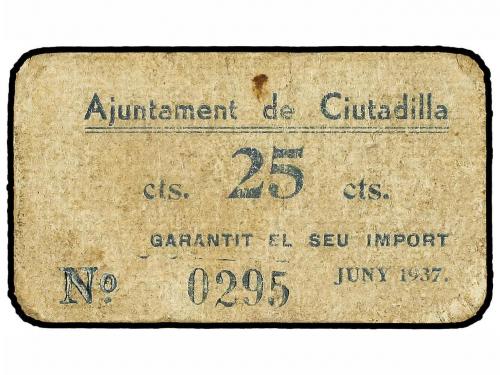 Ajuntament de Ciutadilla
cts. 25 cts.
GARANTIT EL SEU IMPORT
Nº 0295 JUNY 1937.